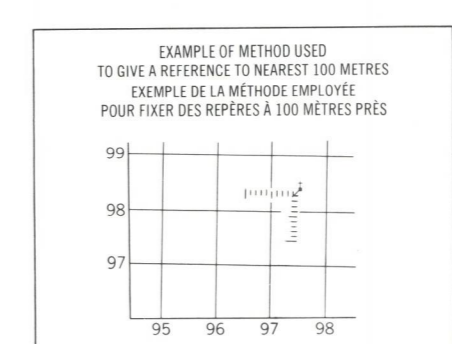 EXAMPLE OF METHOD USED
TO GIVE A REFERENCE TO NEAREST 100 METRES
EXEMPLE DE LA MÉTHODE EMPLOYÉE
POUR FIXER DES REPÈRES À 100 MÈTRES PRÈS
99
98
97
95 96 97 98